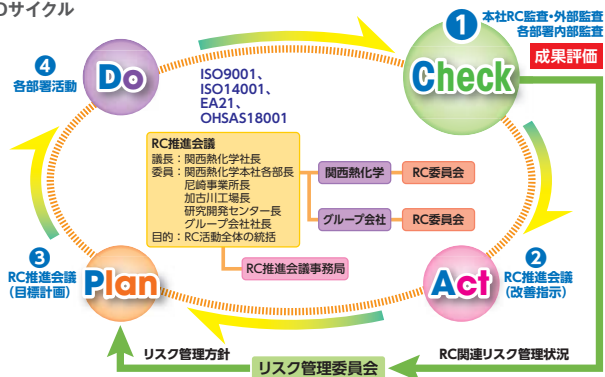 サイクル
❶ 本社RC監査・外部監査
各部署内部監査
成果評価
Check
❹
各部署活動
Do
ISO9001、
ISO14001、
EA21、
OHSAS18001
RC推進会議
議長：関西熱化学社長
委員：関西熱化学本社各部長
尼崎事業所長
加古川工場長
研究開発センター長
グループ会社社長
目的：RC活動全体の統括
関西熱化学
RC委員会
グループ会社
RC委員会
RC推進会議事務局
❸
RC推進会議
（目標計画）
Plan
Act
❷
RC推進会議
（改善指示）
リスク管理方針
リスク管理委員会
RC関連リスク管理状況